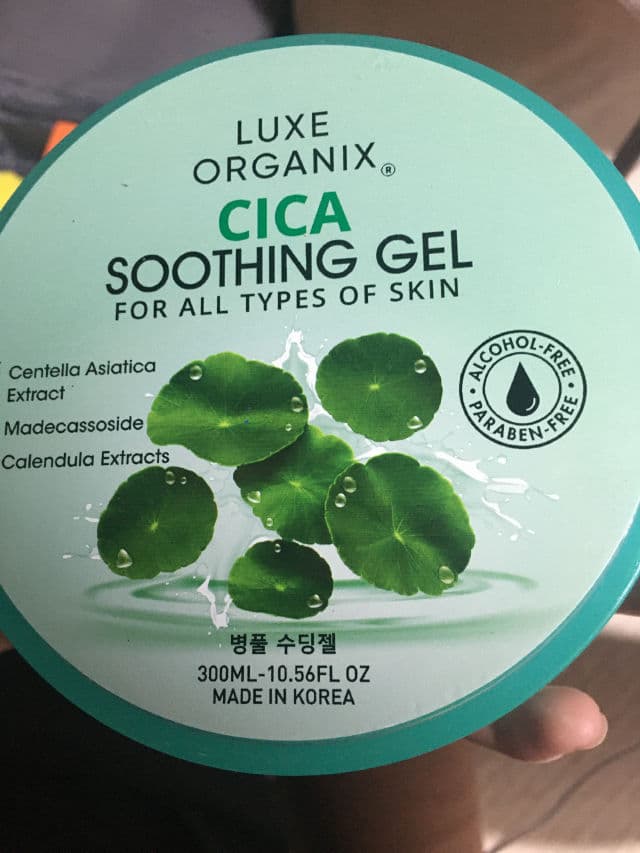 LUXE
ORGANIX®
CICA
SOOTHING GEL
FOR ALL TYPES OF SKIN
Centella Asiatica
Extract
Madecassoside
Calendula Extracts
• ALCOHOL-FREE •
PARABEN-FREE
병풀 수딩젤
300ML-10.56FL OZ
MADE IN KOREA